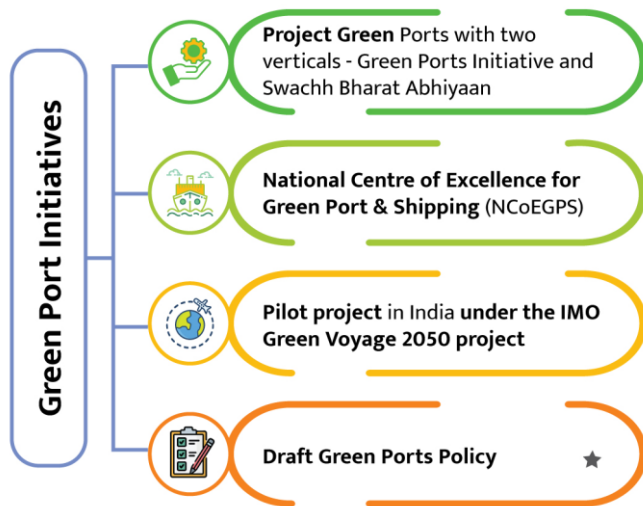 Green Port Initiatives
Project Green Ports with two
verticals - Green Ports Initiative and
Swachh Bharat Abhiyaan
National Centre of Excellence for
Green Port & Shipping (NCoEGPS)
Pilot project in India under the IMO
Green Voyage 2050 project
Draft Green Ports Policy